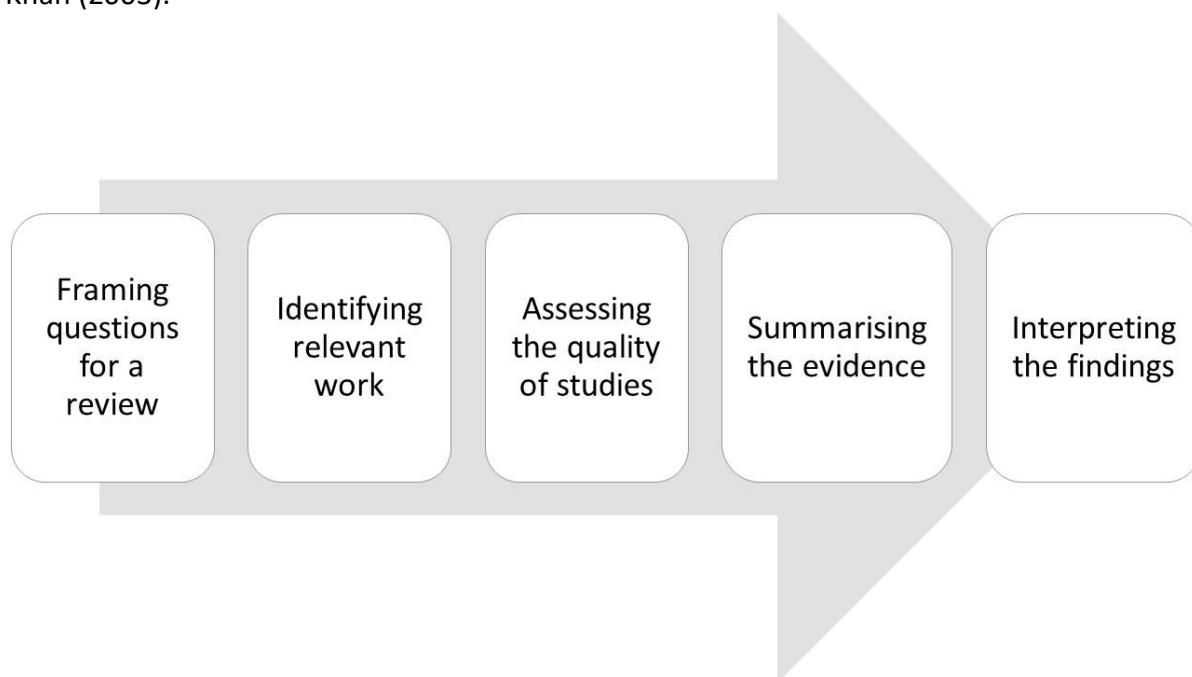 Khan (2003).
Framing
questions
for a
review
Identifying
relevant
work
Assessing
the quality
of studies
Summarising
the evidence
Interpreting
the findings